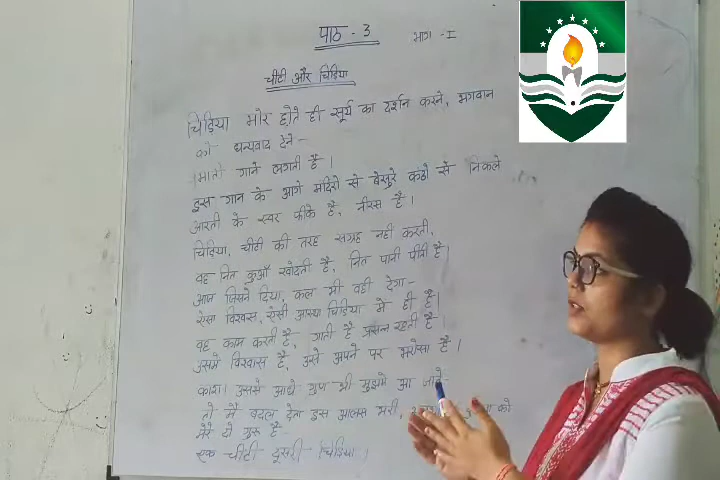 पाठ - 3
भाग - I
चीटी और चिड़िया
चिड़िया भोर होते ही सूर्य का दर्शन करने, भगवान
को धन्यवाद देने-
गाने लगती है।
इस गान के आगे मंदिरो से बेसुरे कंठो से निकले
आरती के स्वर फीके है, नीरस है।
चिड़िया, चीटी की तरह संग्रह नहीं करती,
वह नित कुआँ खोदती है, नित पानी पीती है।
आज जिसने दिया, कल भी वही देगा-
ऐसा विश्वास, ऐसी आस्था चिड़िया मे ही है।
वह काम करती है, गाती है प्रसन्न रहती है।
उसमे विश्वास है, उसे अपने पर भरोसा है।
काश। उससे आधे गुण भी मुझमे आ जाते-
तो मै बदल देता इस आलस भरी, को
मेरे दो गुरू है-
एक चीटी दूसरी चिड़िया।